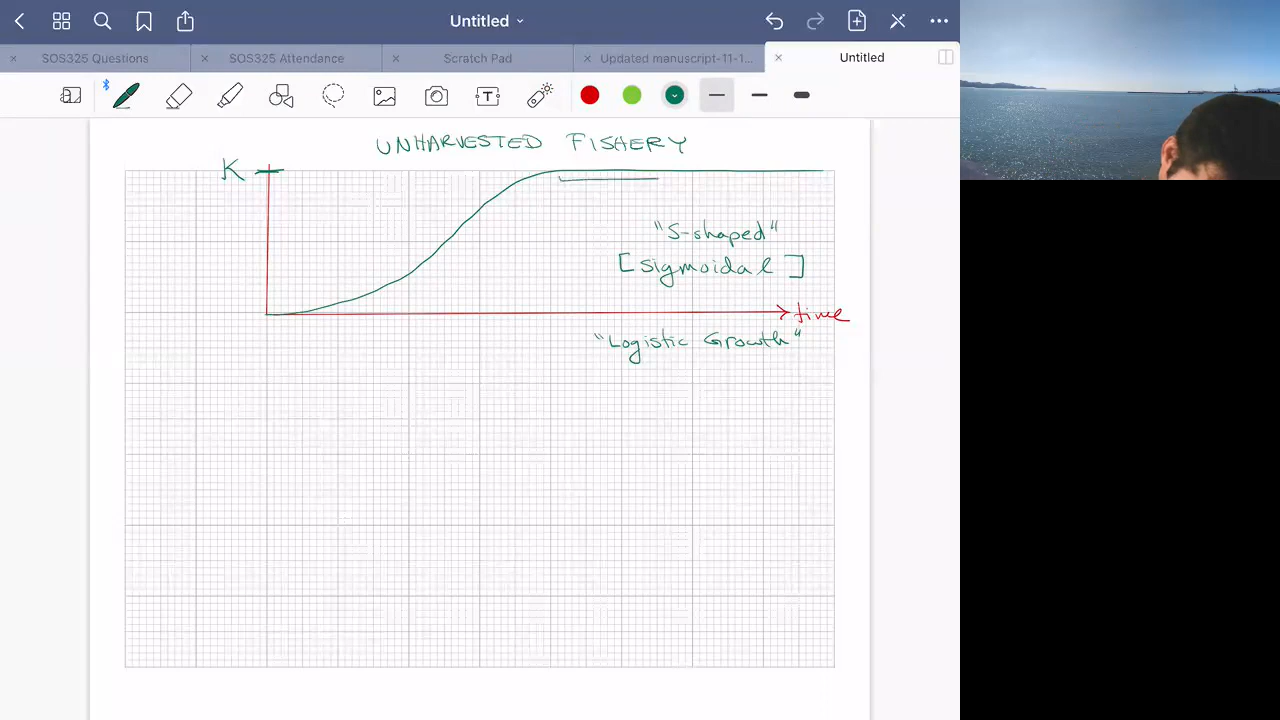 Untitled
SOS325 Questions
SOS325 Attendance
Scratch Pad
Updated manuscript-11-1...
Untitled
UNHARVESTED FISHERY
K
"S-shaped"
[sigmoidal]
time
"Logistic Growth"